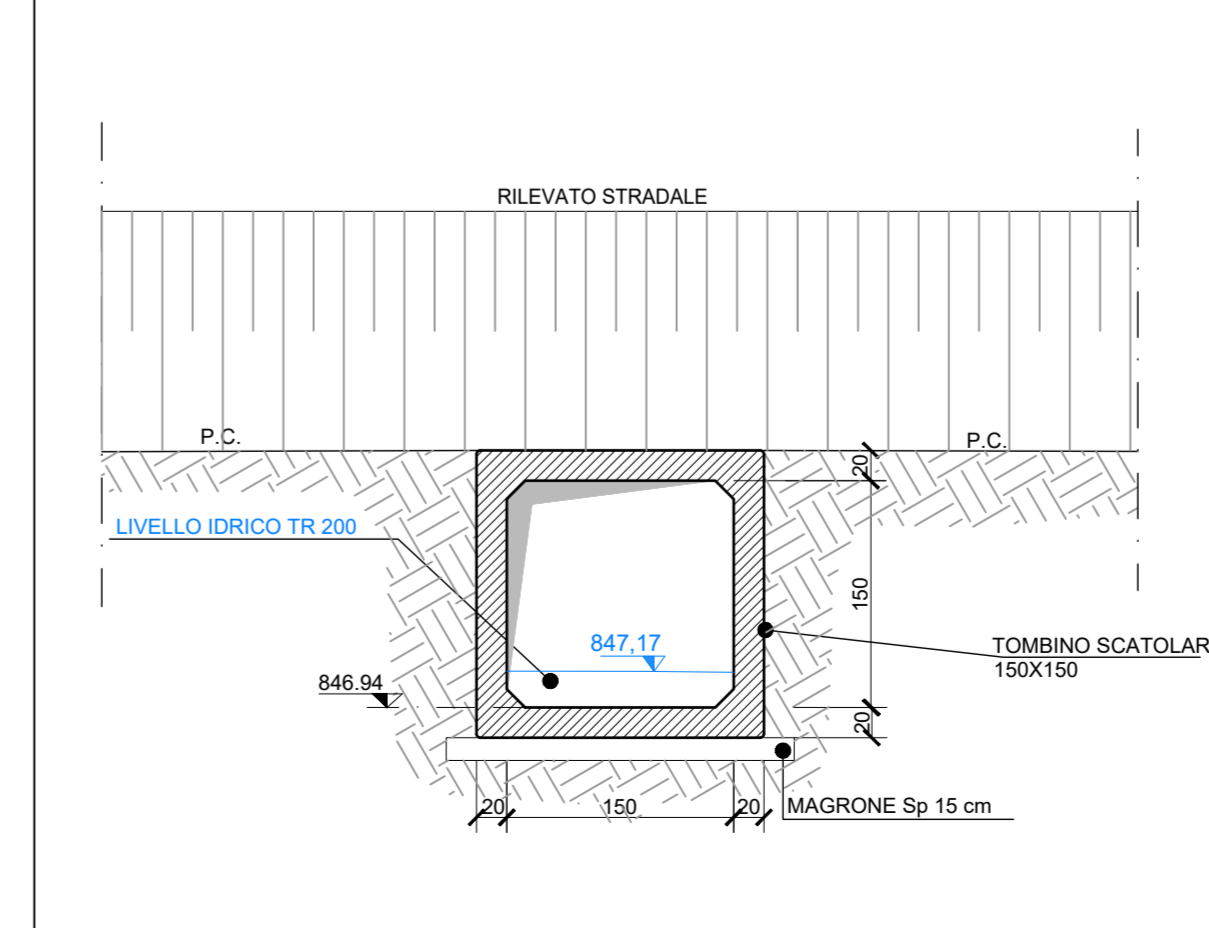 RILEVATO STRADALE
P.C.
P.C.
20
LIVELLO IDRICO TR 200
150
847,17
TOMBINO SCATOLAR
150X150
846.94
20
20
150
20
MAGRONE Sp 15 cm